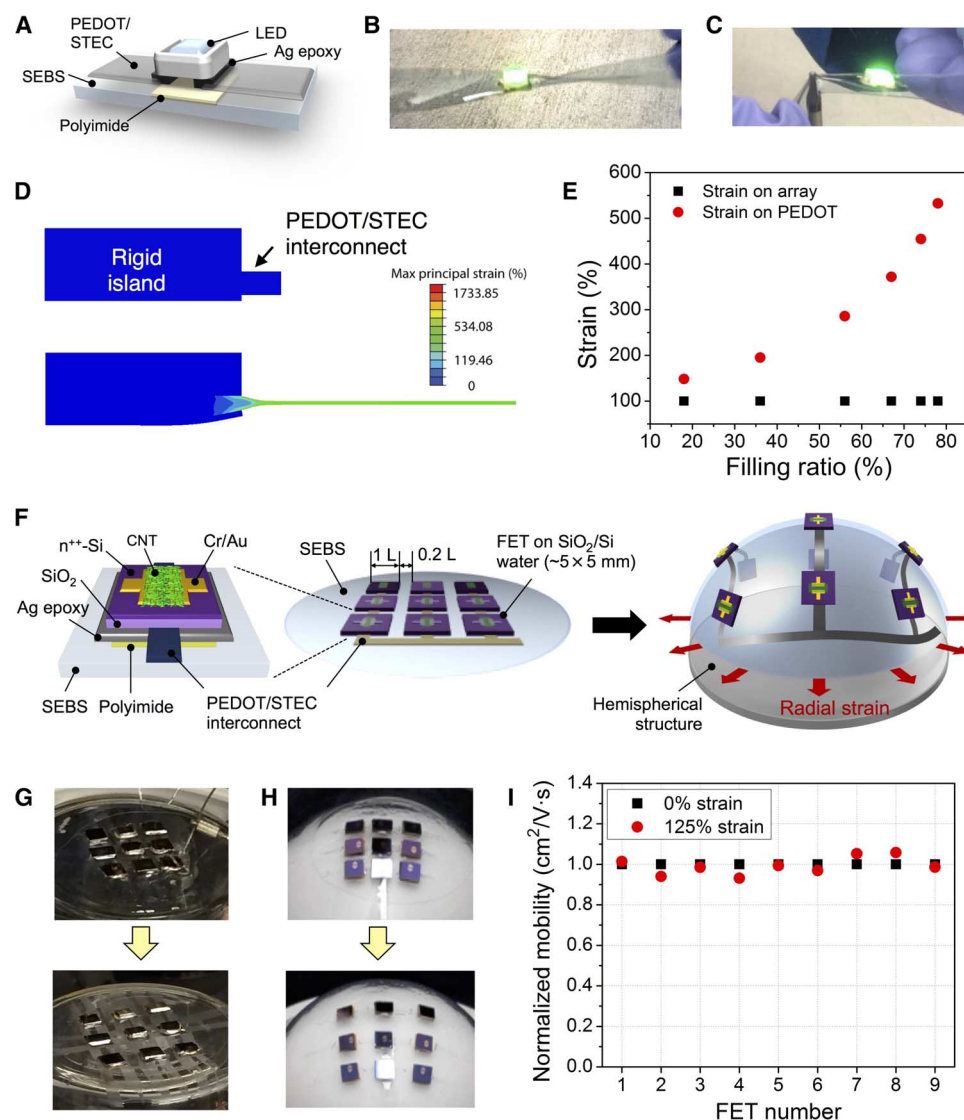 A
PEDOT/
STEC
LED
Ag epoxy
SEBS
Polyimide
B
C
D
Rigid
island
PEDOT/STEC
interconnect
Max principal strain (%)
1733.85
534.08
119.46
0
E
600
500
400
300
200
100
Strain (%)
Strain on array
Strain on PEDOT
10 20 30 40 50 60 70 80
Filling ratio (%)
F
n++-Si
CNT
Cr/Au
SiO2
Ag epoxy
SEBS
Polyimide
PEDOT/STEC
interconnect
SEBS
1 L
0.2 L
FET on SiO2/Si
water (~5×5 mm)
Hemispherical
structure
Radial strain
G
H
I
1.4
1.2
1.0
0.8
0.6
0.4
0.2
0.0
Normalized mobility (cm2/V·s)
0% strain
125% strain
1 2 3 4 5 6 7 8 9
FET number